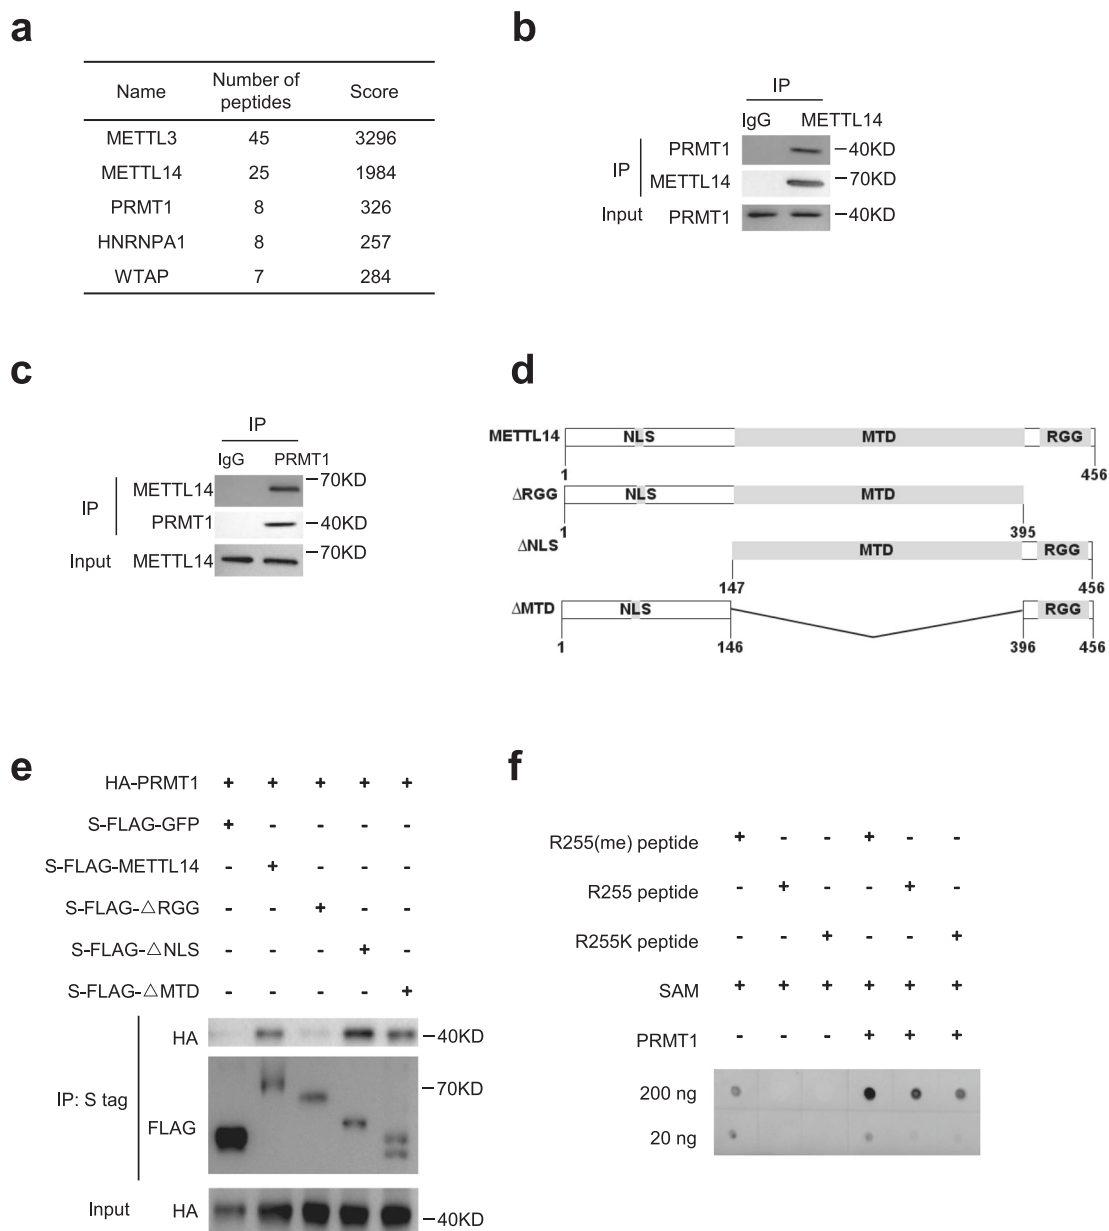 a
Name Number of peptides Score
METTL3 45 3296
METTL14 25 1984
PRMT1 8 326
HNRNPA1 8 257
WTAP 7 284
b
IP
IgG METTL14
IP
PRMT1 –40KD
METTL14 –70KD
Input PRMT1 –40KD
c
IP
IgG PRMT1
IP
METTL14 –70KD
PRMT1 –40KD
Input METTL14 –70KD
d
METTL14 NLS MTD RGG
1 456
ΔRGG NLS MTD
1 395
ΔNLS MTD RGG
147 456
ΔMTD NLS RGG
1 146 396 456
e
HA-PRMT1 + + + + +
S-FLAG-GFP + - - - -
S-FLAG-METTL14 - + - - -
S-FLAG-△RGG - - + - -
S-FLAG-△NLS - - - + -
S-FLAG-△MTD - - - - +
IP: S tag
HA –40KD
FLAG –70KD
Input HA –40KD
f
R255(me) peptide + - - + - -
R255 peptide - + - - + -
R255K peptide - - + - - +
SAM + + + + + +
PRMT1 - - - + + +
200 ng
20 ng